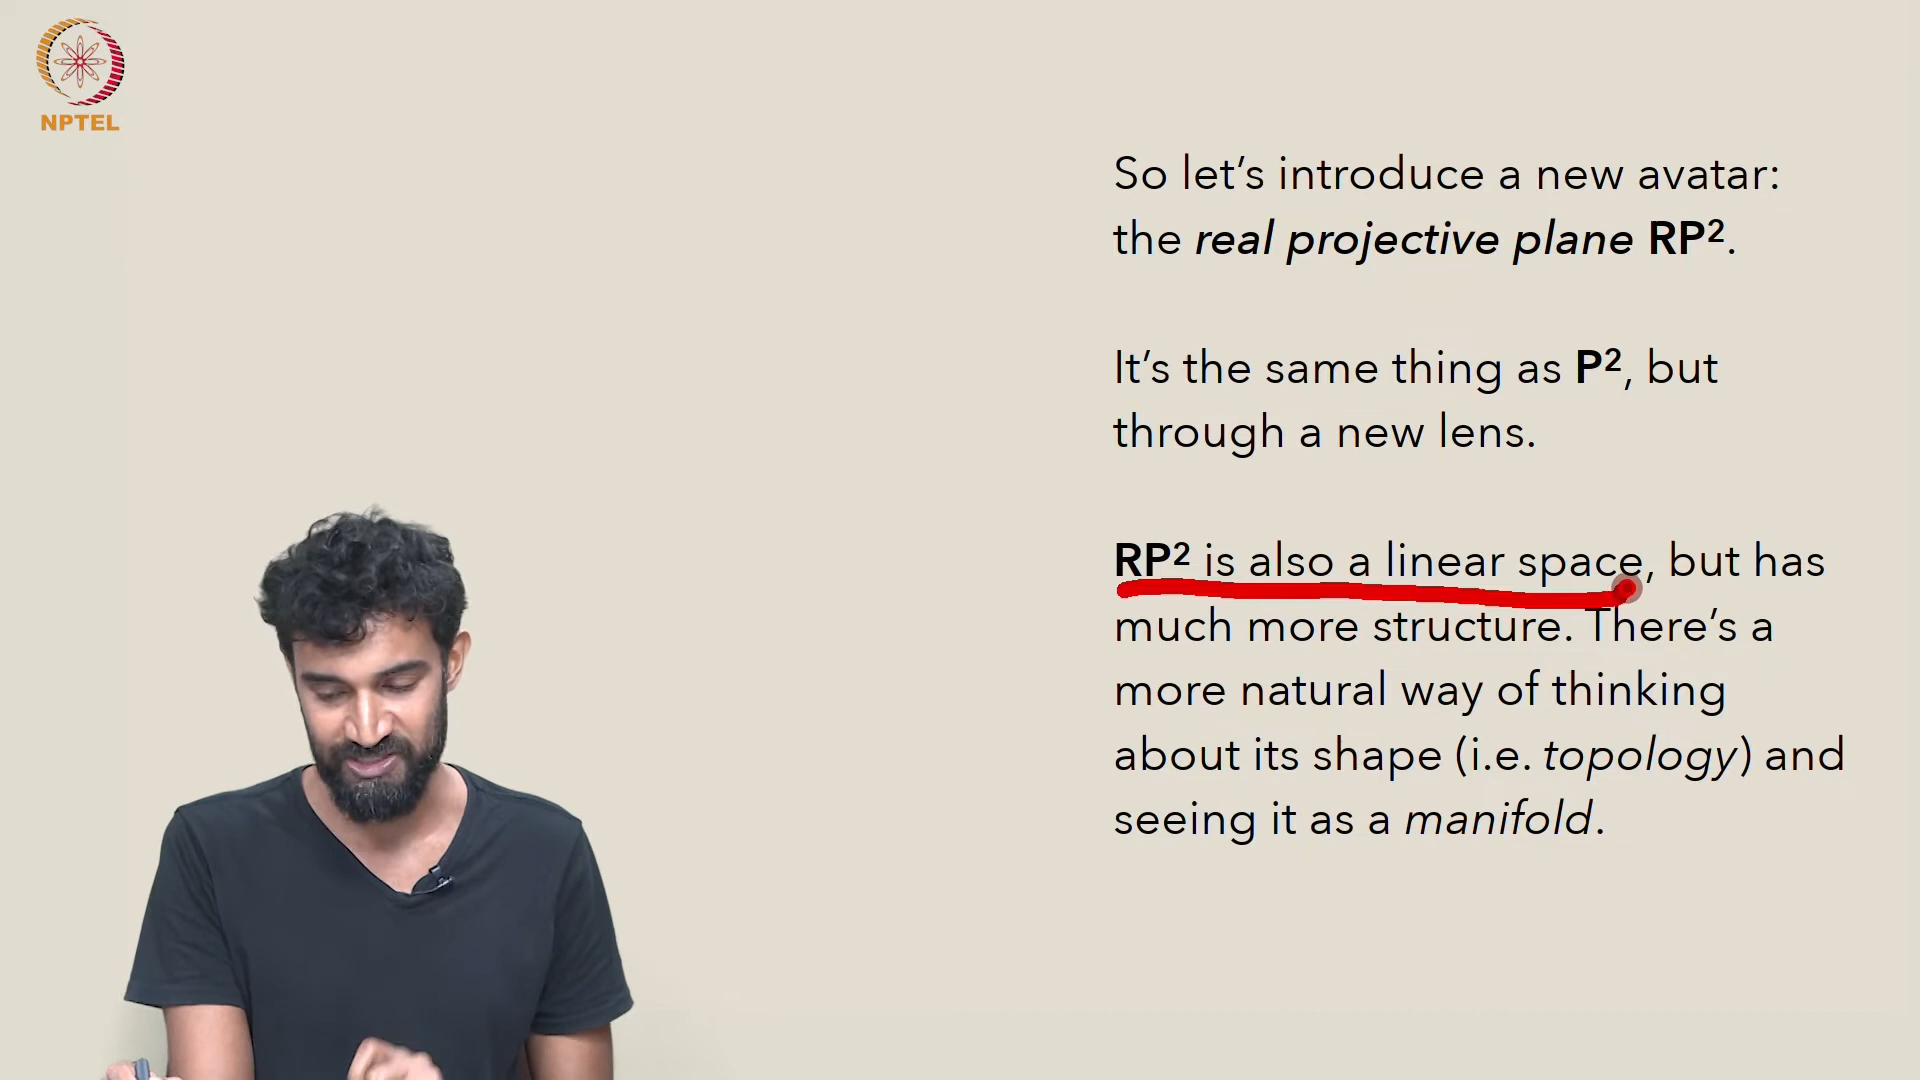 NPTEL
So let’s introduce a new avatar:
the real projective plane RP².
It’s the same thing as P², but
through a new lens.
RP² is also a linear space, but has
much more structure. There’s a
more natural way of thinking
about its shape (i.e. topology) and
seeing it as a manifold.